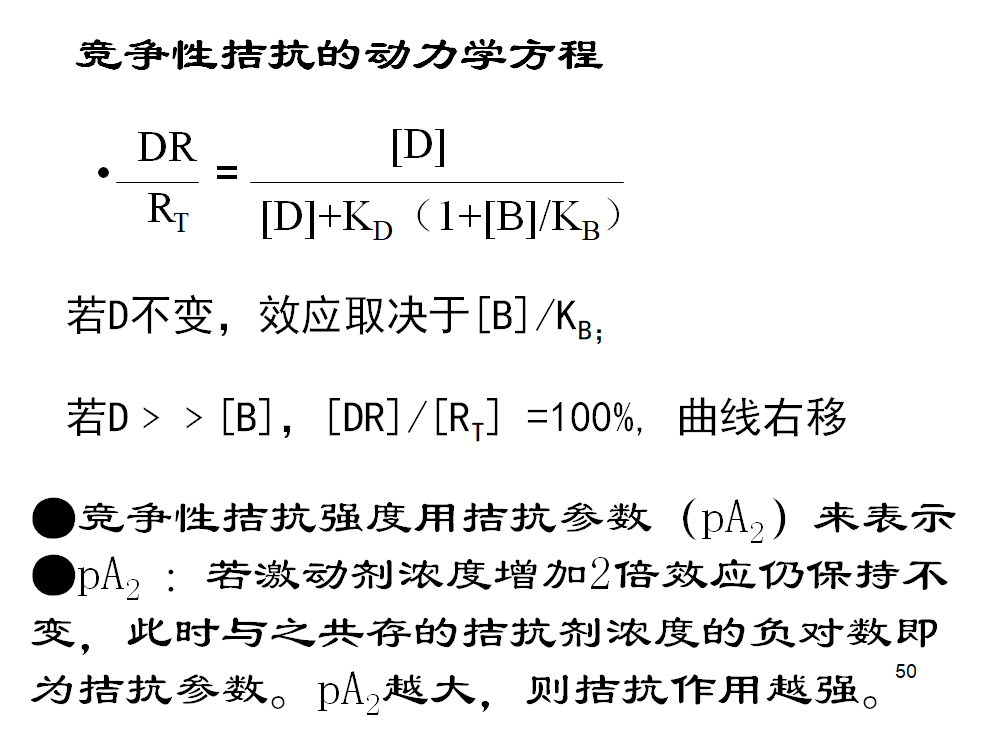 竞争性拮抗的动力学方程
• DR/R_T = [D]/[D]+K_D（1+[B]/K_B）
若D不变，效应取决于[B]/K_B;
若D＞＞[B]，[DR]/[R_T] =100%, 曲线右移
●竞争性拮抗强度用拮抗参数（pA_2）来表示
●pA_2 ：若激动剂浓度增加2倍效应仍保持不
变，此时与之共存的拮抗剂浓度的负对数即
为拮抗参数。pA_2越大，则拮抗作用越强。
50